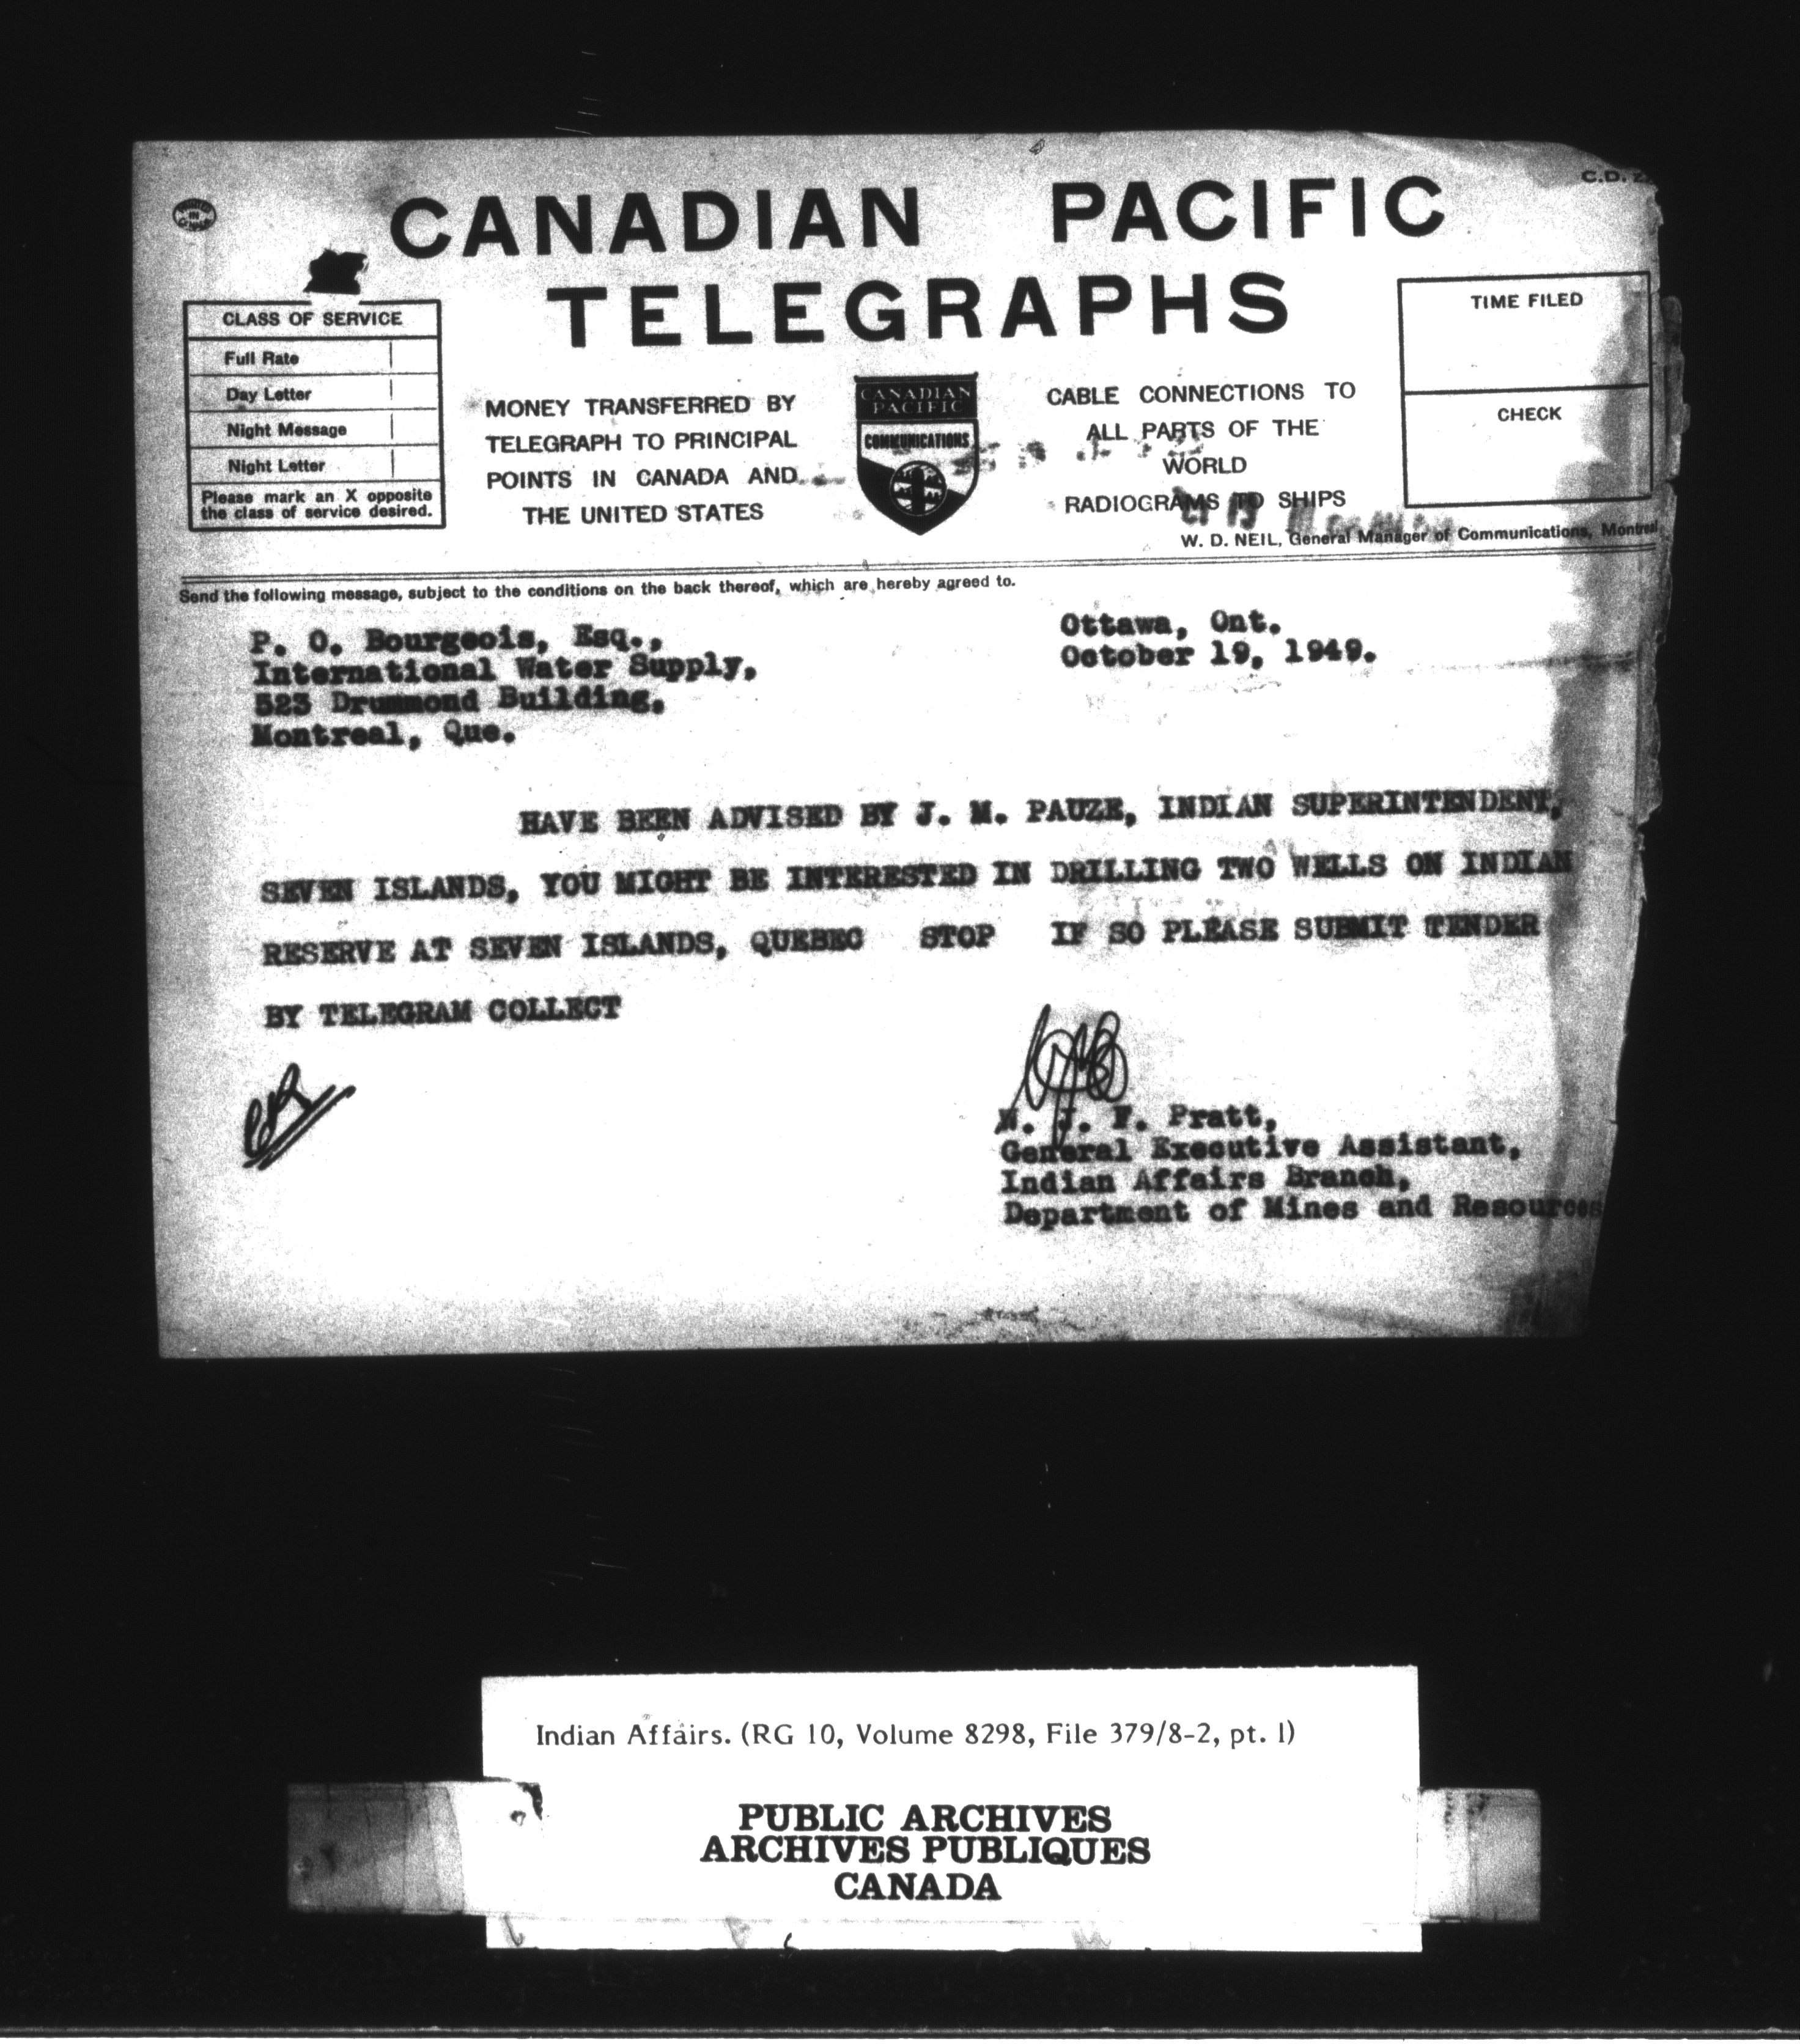 C.D.
CANADIAN PACIFIC
TELEGRAPHS
CLASS OF SERVICE
Full Rate
Day Letter
Night Message
Night Letter
Please mark an X opposite
the class of service desired.
MONEY TRANSFERRED BY
TELEGRAPH TO PRINCIPAL
POINTS IN CANADA AND
THE UNITED STATES
CANADIAN
PACIFIC
COMMUNICATIONS
CABLE CONNECTIONS TO
ALL PARTS OF THE
WORLD
RADIOGRAMS TO SHIPS
TIME FILED
CHECK
W. D. NEIL, General Manager of Communications, Montreal
Send the following message, subject to the conditions on the back thereof, which are hereby agreed to.
Ottawa, Ont.
October 19, 1949.
P. O. Bourgeois, Esq.,
International Water Supply,
523 Drummond Building,
Montreal, Que.
HAVE BEEN ADVISED BY J. M. PAUZE, INDIAN SUPERINTENDENT,
SEVEN ISLANDS, YOU MIGHT BE INTERESTED IN DRILLING TWO WELLS ON INDIAN
RESERVE AT SEVEN ISLANDS, QUEBEC STOP IF SO PLEASE SUBMIT TENDER
BY TELEGRAM COLLECT
J. F. Pratt,
General Executive Assistant,
Indian Affairs Branch,
Department of Mines and Resources
Indian Affairs. (RG 10, Volume 8298, File 379/8-2, pt. 1)
PUBLIC ARCHIVES
ARCHIVES PUBLIQUES
CANADA